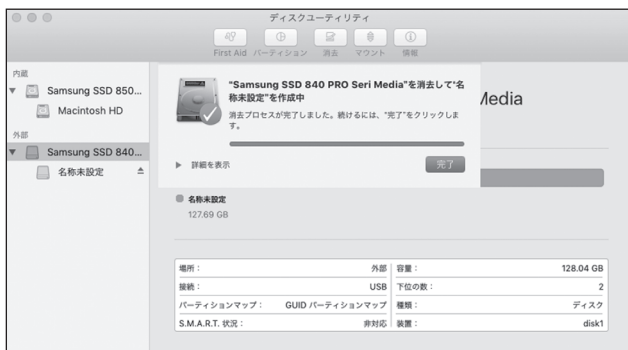 ディスクユーティリティ
First Aid パーティション 消去 マウント 情報
内蔵
Samsung SSD 850...
Macintosh HD
外部
Samsung SSD 840...
名称未設定
"Samsung SSD 840 PRO Seri Media"を消去して"名
称未設定"を作成中
消去プロセスが完了しました。続けるには、"完了"をクリックしま
す。
詳細を表示
完了
Media
名称未設定
127.69 GB
場所： 外部 容量： 128.04 GB
接続： USB 下位の数： 2
パーティションマップ： GUID パーティションマップ 種類： ディスク
S.M.A.R.T. 状況： 非対応 装置： disk1